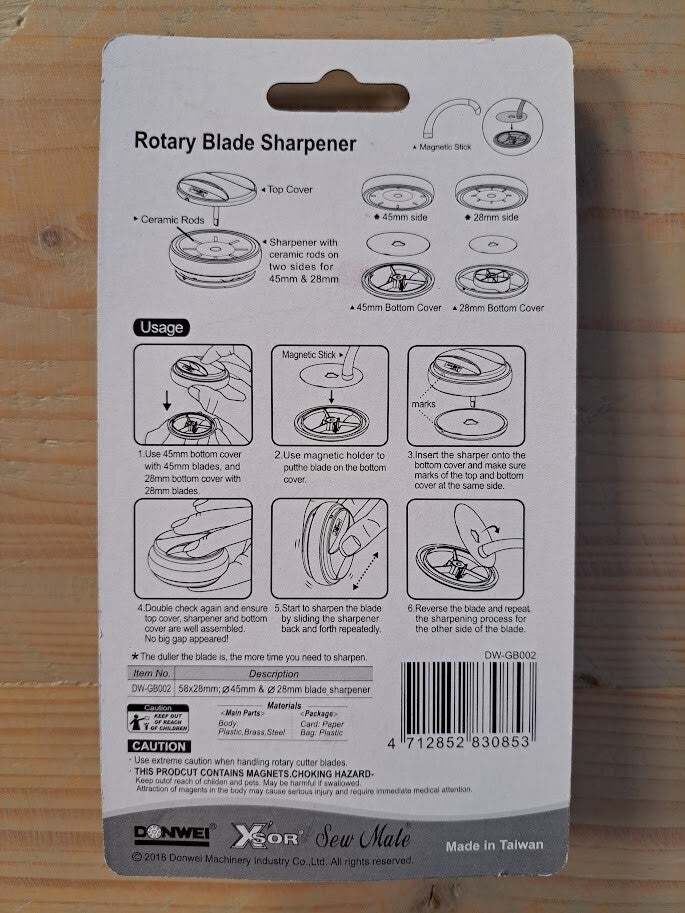 Rotary Blade Sharpener
Magnetic Stick
Top Cover
Ceramic Rods
Sharpener with
ceramic rods on
two sides for
45mm & 28mm
45mm side
28mm side
45mm Bottom Cover
28mm Bottom Cover
Usage
1.Use 45mm bottom cover
with 45mm blades, and
28mm bottom cover with
28mm blades.
Magnetic Stick
2.Use magnetic holder to
putthe blade on the bottom
cover.
marks
3.Insert the sharper onto the
bottom cover and make sure
marks of the top and bottom
cover at the same side.
4.Double check again and ensure
top cover, sharpener and bottom
cover are well assembled.
No big gap appeared!
5.Start to sharpen the blade
by sliding the sharpener
back and forth repeatedly.
6.Reverse the blade and repeat
the sharpening process for
the other side of the blade.
*The duller the blade is, the more time you need to sharpen.
Item No. Description
DW-GB002 58x28mm; Ø45mm & Ø28mm blade sharpener
Caution
KEEP OUT
OF REACH
OF CHILDREN
Materials
<Main Parts> <Package>
Body: Card: Paper
Plastic,Brass,Steel Bag: Plastic
DW-GB002
4 712852 830853
CAUTION
· Use extreme caution when handling rotary cutter blades.
· THIS PRODCUT CONTAINS MAGNETS.CHOKING HAZARD-
Keep outof reach of childen and pets. May be harmful if swallowed.
Attraction of magents in the body may cause serious injury and require immediate medical attention.
DONWEI® X'SOR® Sew Mate®
Made in Taiwan
© 2018 Donwei Machinery Industry Co.,Ltd. All rights reserved.